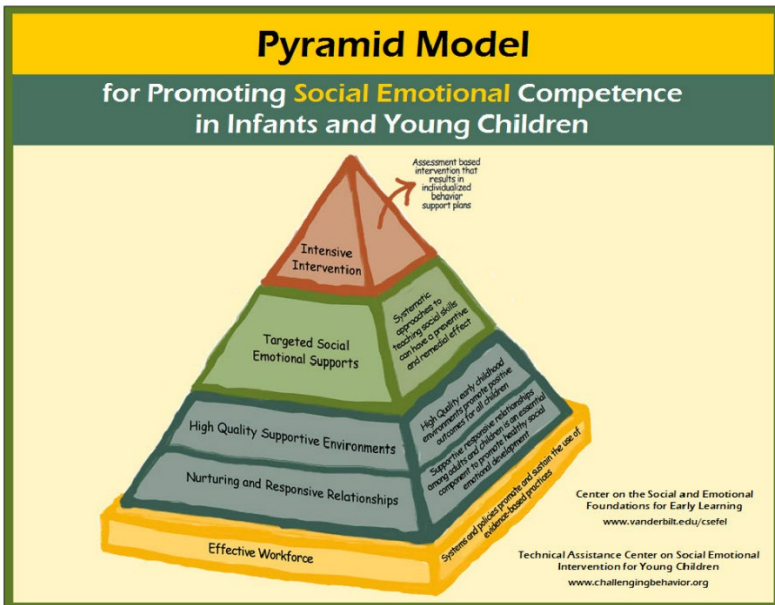 Pyramid Model
for Promoting Social Emotional Competence
in Infants and Young Children
Assessment based
intervention that
results in
individualized
behavior
support plans
Intensive
Intervention
Systematic
approaches to
teaching social skills
can have a preventive
and remedial effect
Targeted Social
Emotional Supports
High Quality early childhood
environments promote positive
outcomes for all children
High Quality Supportive Environments
Supportive responsive relationships
among adults and children is an essential
component to promote healthy social
emotional development
Nurturing and Responsive Relationships
Systems and policies promote and sustain the use of
evidence-based practices
Effective Workforce
Center on the Social and Emotional
Foundations for Early Learning
www.vanderbilt.edu/csefel
Technical Assistance Center on Social Emotional
Intervention for Young Children
www.challengingbehavior.org